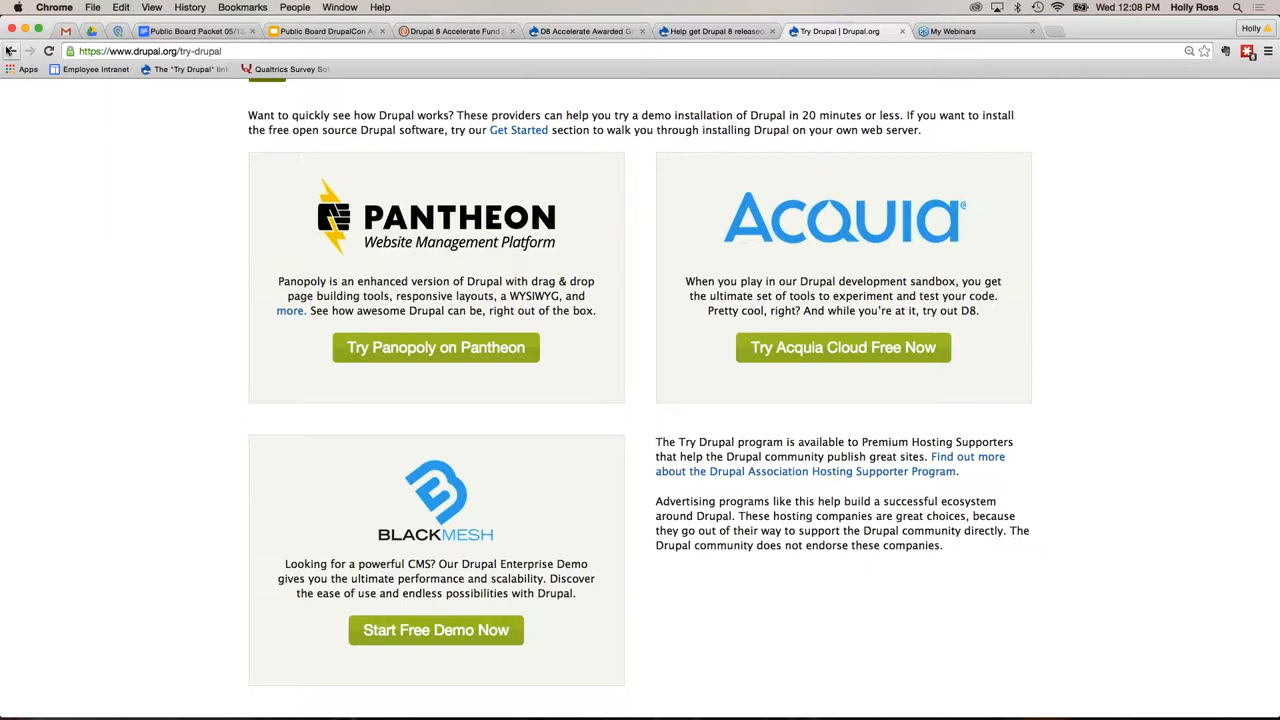 Chrome File Edit View History Bookmarks People Window Help Wed 12:08 PM Holly Ross
Public Board Packet 05/13 Public Board DrupalCon A Drupal 8 Accelerate Fund D8 Accelerate Awarded G Help get Drupal 8 released Try Drupal | Drupal.org My Webinars Holly
https://www.drupal.org/try-drupal
Apps Employee Intranet The "Try Drupal" link Qualtrics Survey So
Want to quickly see how Drupal works? These providers can help you try a demo installation of Drupal in 20 minutes or less. If you want to install
the free open source Drupal software, try our Get Started section to walk you through installing Drupal on your own web server.
PANTHEON
Website Management Platform
Panopoly is an enhanced version of Drupal with drag & drop
page building tools, responsive layouts, a WYSIWYG, and
more. See how awesome Drupal can be, right out of the box.
Try Panopoly on Pantheon
ACQUIA
When you play in our Drupal development sandbox, you get
the ultimate set of tools to experiment and test your code.
Pretty cool, right? And while you're at it, try out D8.
Try Acquia Cloud Free Now
BLACKMESH
Looking for a powerful CMS? Our Drupal Enterprise Demo
gives you the ultimate performance and scalability. Discover
the ease of use and endless possibilities with Drupal.
Start Free Demo Now
The Try Drupal program is available to Premium Hosting Supporters
that help the Drupal community publish great sites. Find out more
about the Drupal Association Hosting Supporter Program.
Advertising programs like this help build a successful ecosystem
around Drupal. These hosting companies are great choices, because
they go out of their way to support the Drupal community directly. The
Drupal community does not endorse these companies.